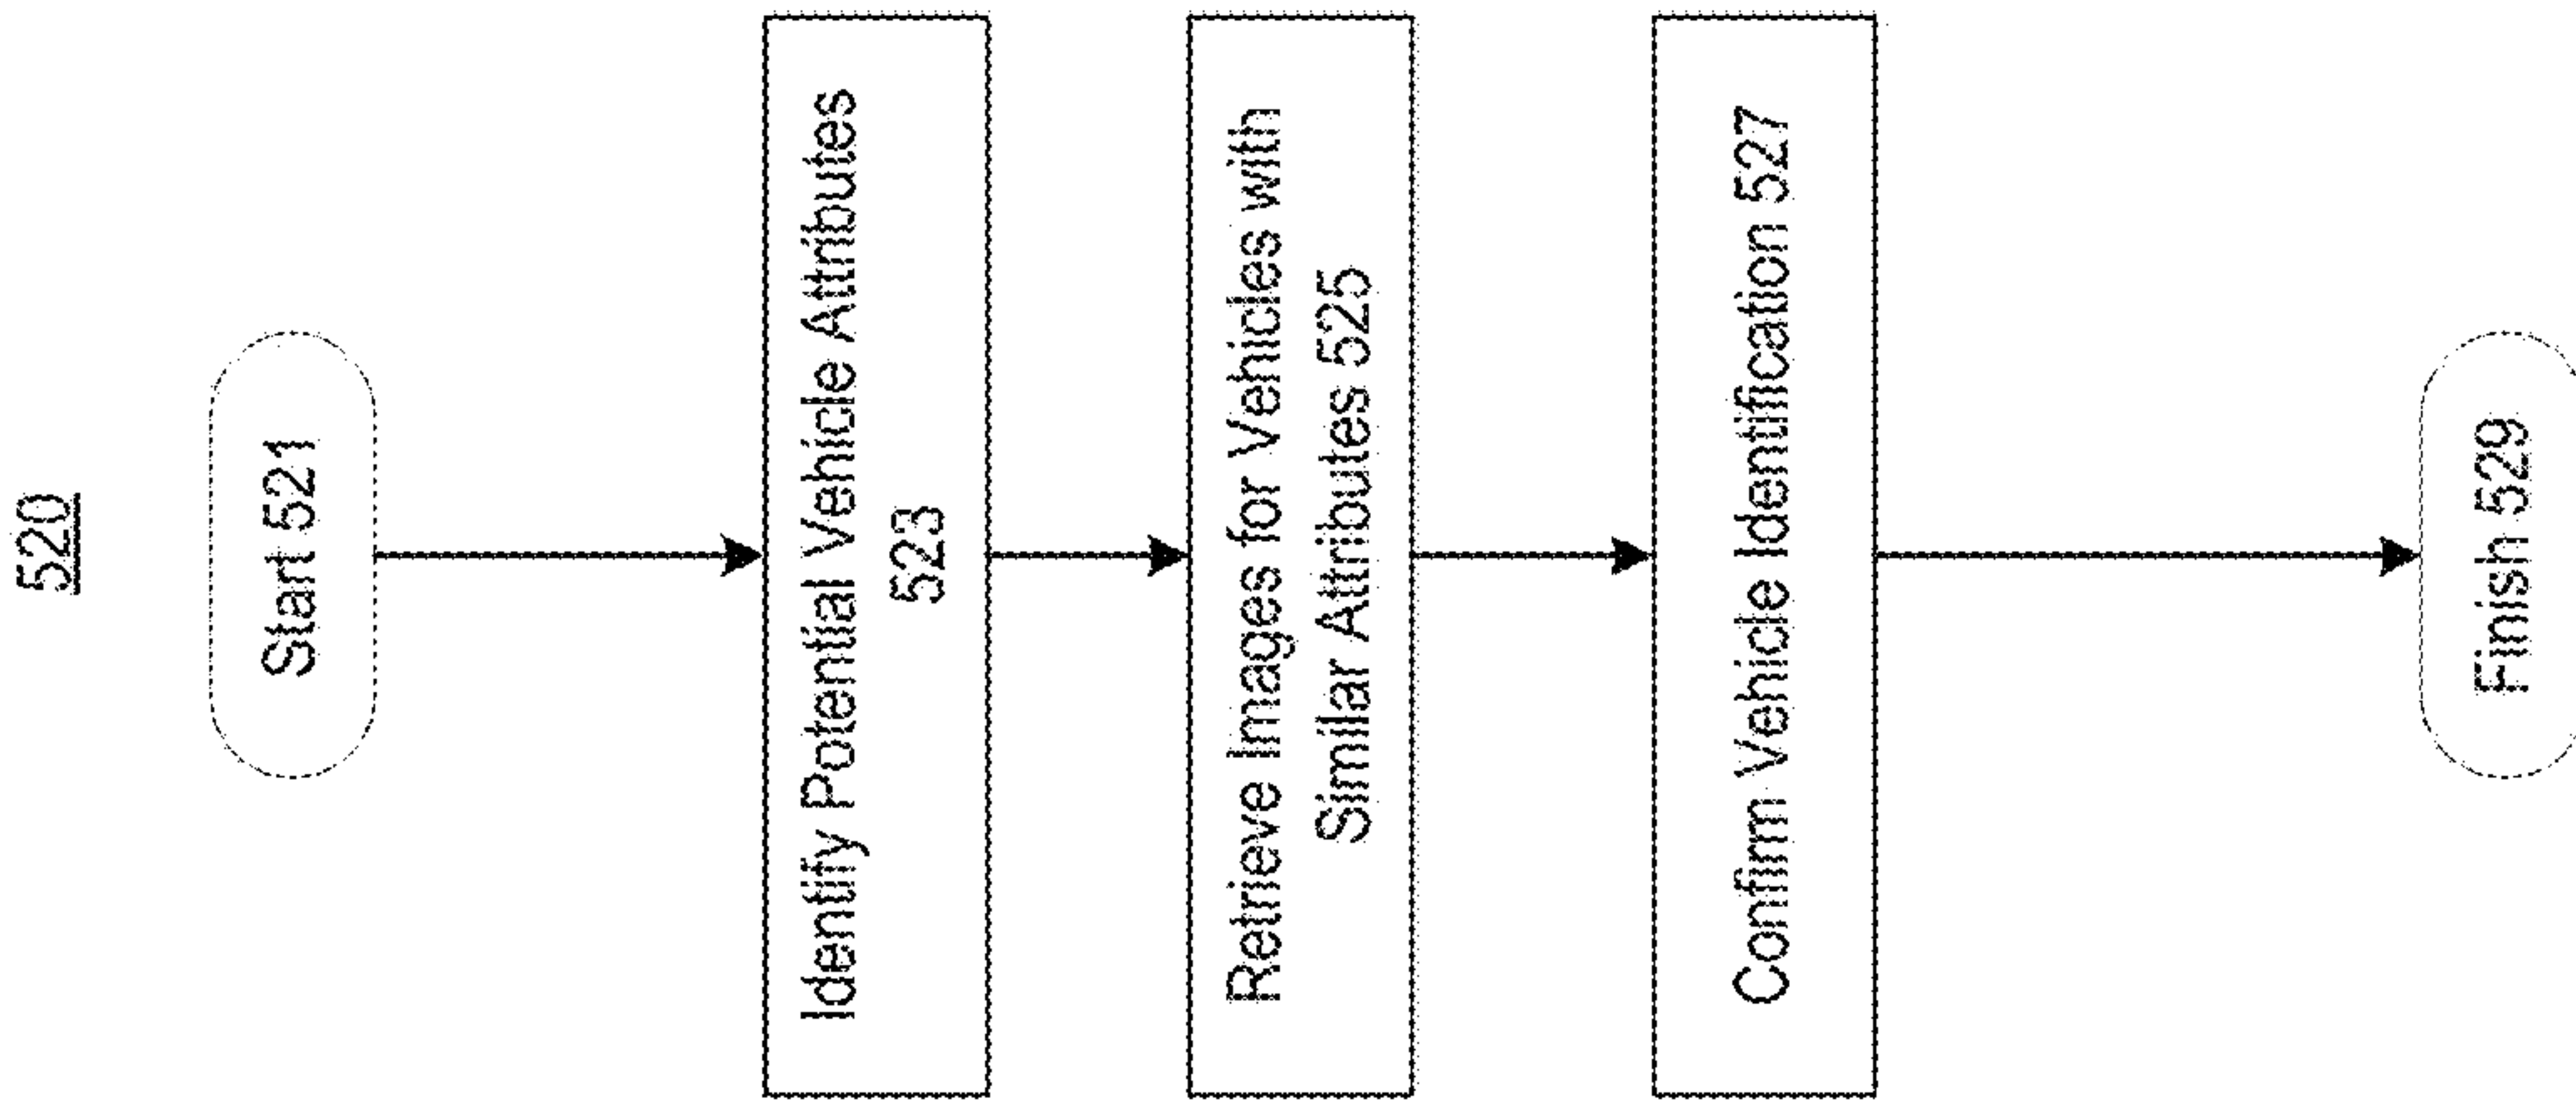 520
Start 521
Identify Potential Vehicle Attributes
523
Retrieve Images for Vehicles with
Similar Attributes 525
Confirm Vehicle Identification 527
Finish 529